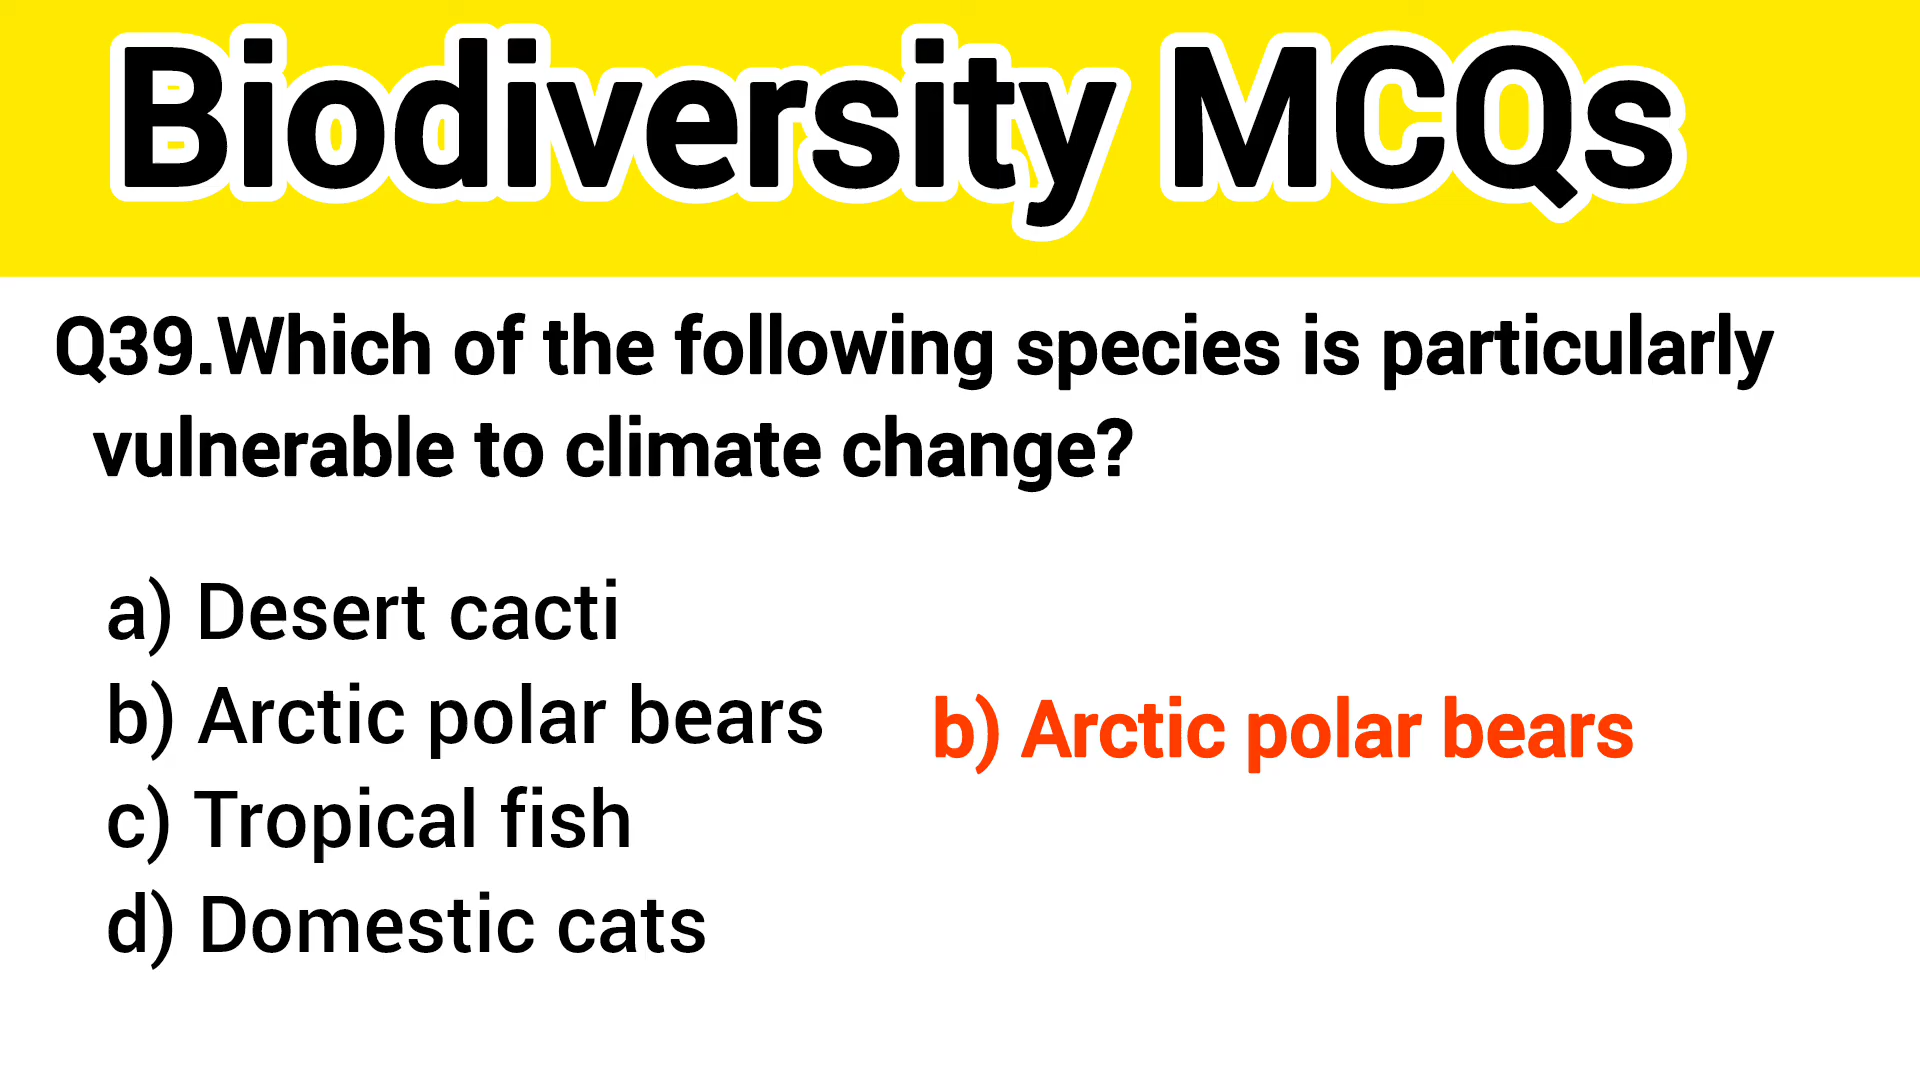 Biodiversity MCQs
Q39.Which of the following species is particularly
vulnerable to climate change?
a) Desert cacti
b) Arctic polar bears
b) Arctic polar bears
c) Tropical fish
d) Domestic cats